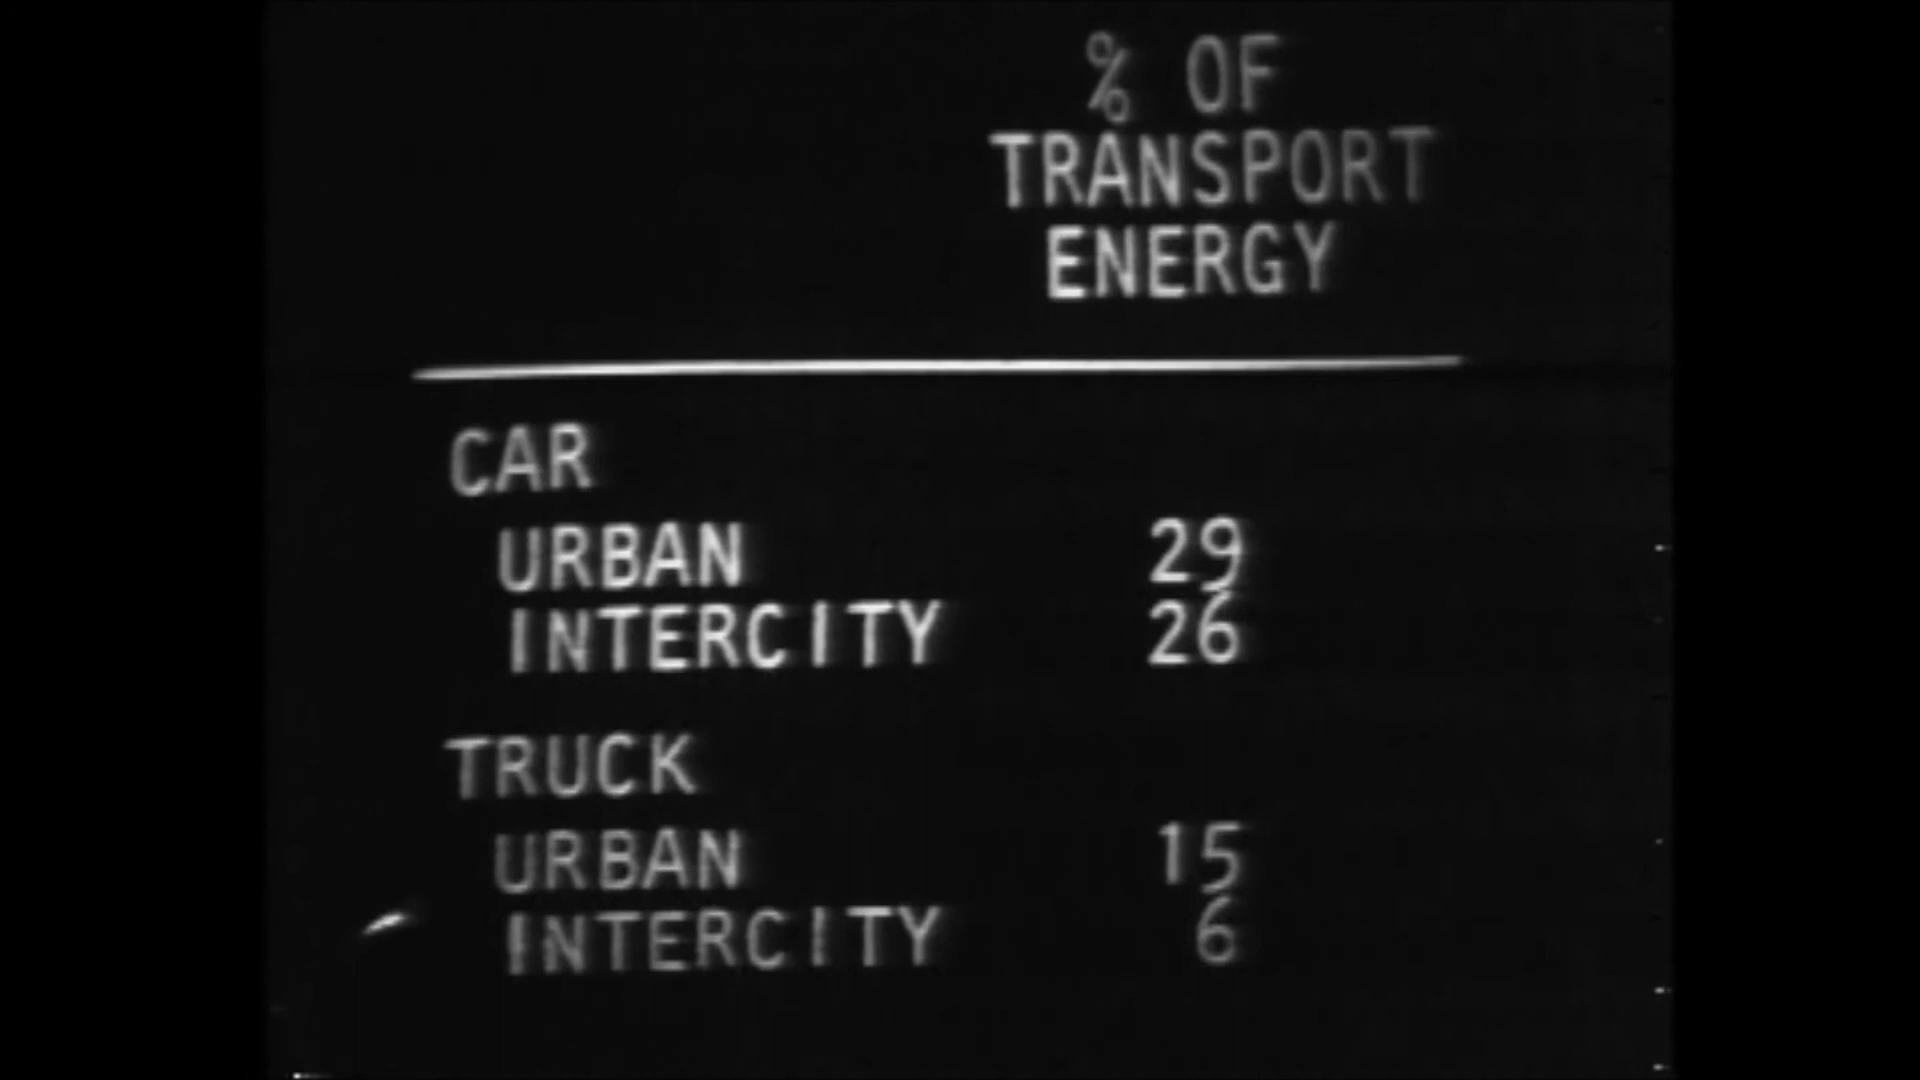 % OF
TRANSPORT
ENERGY
CAR
URBAN 29
INTERCITY 26
TRUCK
URBAN 15
INTERCITY 6